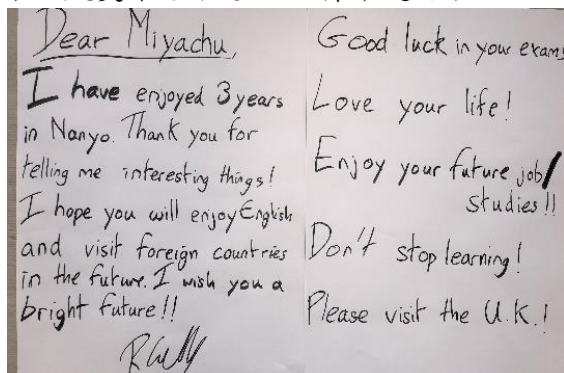 Dear Miyachu,
I have enjoyed 3 years
in Nanyo. Thank you for
telling me interesting things!
I hope you will enjoy English
and visit foreign countries
in the future. I wish you a
bright future!!
Good luck in your exams
Love your life!
Enjoy your future job/
studies!!
Don't stop learning!
Please visit the U.K.!